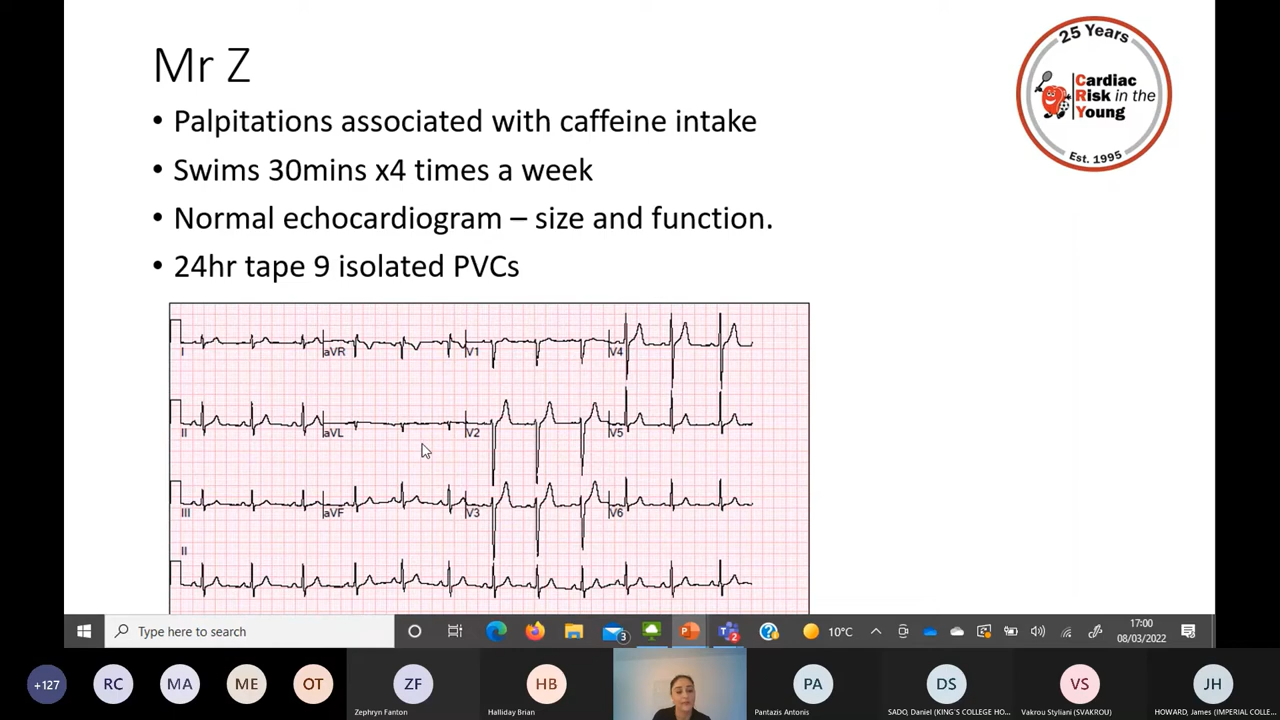 Mr Z
25 Years
Cardiac
Risk in the
Young
Est. 1995
• Palpitations associated with caffeine intake
• Swims 30mins x4 times a week
• Normal echocardiogram – size and function.
• 24hr tape 9 isolated PVCs
I aVR V1 V4
II aVL V2 V5
III aVF V3 V6
II
Type here to search
3
2
10°C
17:00
08/03/2022
+127 RC MA ME OT ZF HB PA DS VS JH
Zephryn Fanton Halliday Brian Pantazis Antonis SADO, Daniel (KING'S COLLEGE HO... Vakrou Styliani (SVAKROU) HOWARD, James (IMPERIAL COLLE...